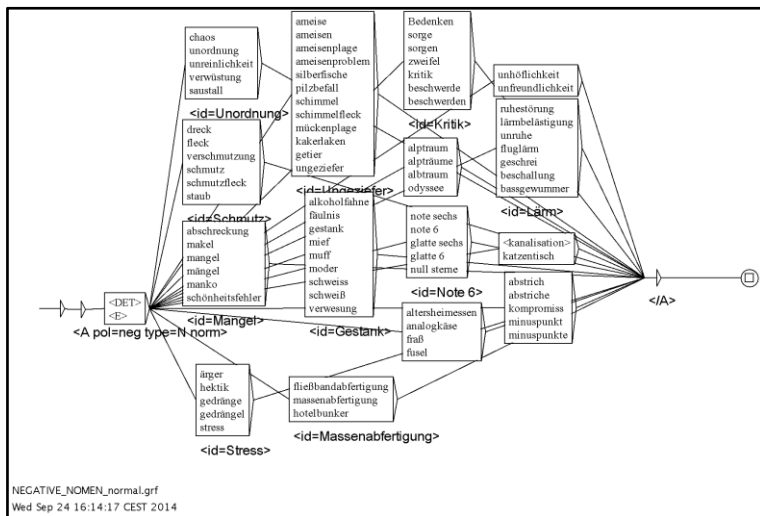 chaos
unordnung
unreinlichkeit
verwüstung
saustall
<id=Unordnung>
dreck
fleck
verschmutzung
schmutz
schmutzfleck
staub
<id=Schmutz>
abschreckung
makel
mangel
mängel
manko
schönheitsfehler
<id=Mangel>
<DET>
<E>
<A pol=neg type=N norm>
ärger
hektik
gedränge
gedrängel
stress
<id=Stress>
ameise
ameisen
ameisenplage
ameisenproblem
silberfische
pilzbefall
schimmel
schimmelfleck
mückenplage
kakerlaken
getier
ungeziefer
<id=Ungeziefer>
alkoholfahne
fäulnis
gestank
mief
muff
moder
schweiss
schweiß
verwesung
<id=Gestank>
fließbandabfertigung
massenabfertigung
hotelbunker
<id=Massenabfertigung>
Bedenken
sorge
sorgen
zweifel
kritik
beschwerde
beschwerden
<id=Kritik>
alptraum
alpträume
albtraum
odyssee
note sechs
note 6
glatte sechs
glatte 6
null sterne
<id=Note 6>
altersheimessen
analogkäse
fraß
fusel
unhöflichkeit
unfreundlichkeit
ruhestörung
lärmbelästigung
unruhe
fluglärm
geschrei
beschallung
bassgewummer
<id=Lärm>
<kanalisation>
katzentisch
abstrich
abstriche
kompromiss
minuspunkt
minuspunkte
</A>
NEGATIVE_NOMEN_normal.grf
Wed Sep 24 16:14:17 CEST 2014